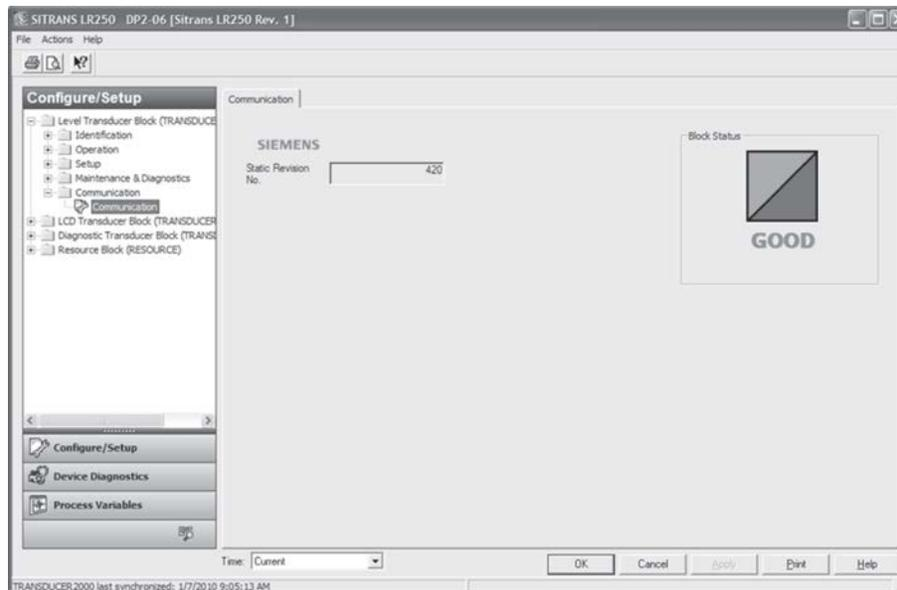 SITRANS LR250 DP2-06 [Sitrans LR250 Rev. 1]
File Actions Help
Configure/Setup
Level Transducer Block (TRANSDUCE
Identification
Operation
Setup
Maintenance & Diagnostics
Communication
Communication
LCD Transducer Block (TRANSDUCER
Diagnostic Transducer Block (TRANS
Resource Block (RESOURCE)
Configure/Setup
Device Diagnostics
Process Variables
Communication
SIEMENS
Static Revision
No.
420
Block Status
GOOD
Time: Current
OK Cancel Apply Print Help
TRANSDUCER2000 last synchronized: 1/7/2010 9:05:13 AM